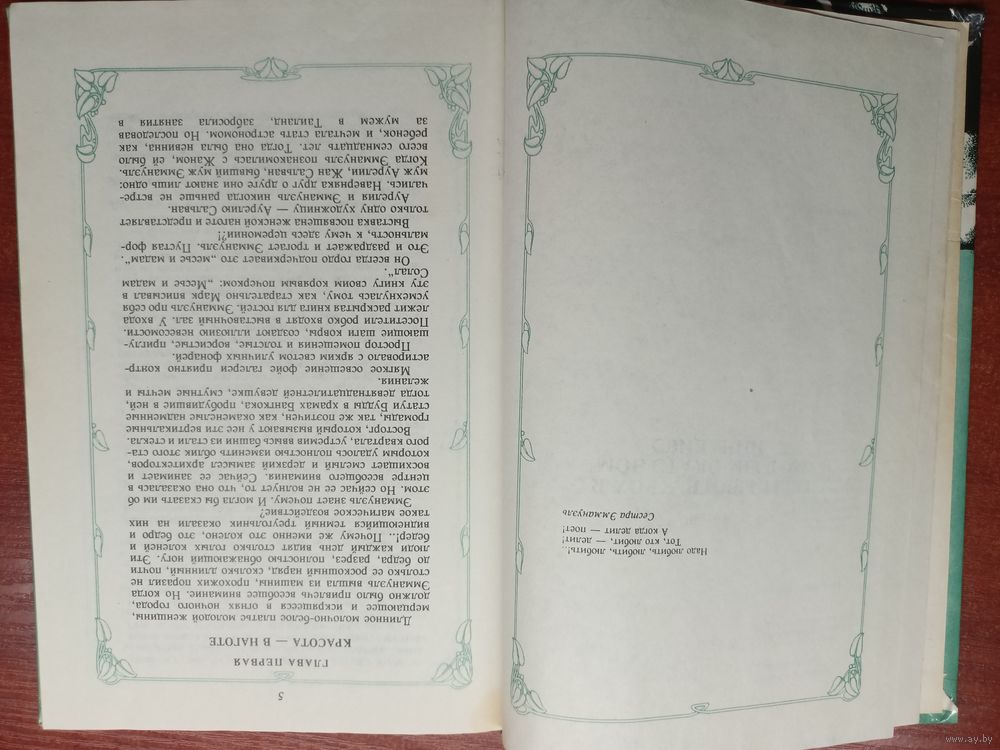 Надо любить, любить, любить!..
Тот, кто любит, — делит!
А когда делит — поет!
Сестра Эммануэль
5
ГЛАВА ПЕРВАЯ
КРАСОТА — В НАГОТЕ
Длинное молочно-белое платье молодой женщины,
мерцающее и искрящееся в огнях ночного города,
должно было привлечь всеобщее внимание. Но когда
Эммануэль вышла из машины, прохожих поразил не
столько ее роскошный наряд, сколько длинный, почти
до бедра, разрез, полностью обнажающий ногу. Эти
люди каждый день видят столько голых коленей и
бедер!.. Почему же именно это колено, это бедро и
виднеющийся темный треугольник оказали на них
такое магическое воздействие?
Эммануэль знает почему. И могла бы сказать им об
этом. Но сейчас ее не волнует то, что она оказалась в
центре всеобщего внимания. Сейчас ее занимает и
восхищает смелый и дерзкий замысел архитекторов,
которым удалось полностью изменить облик этого ста-
рого квартала, устремив ввысь башни из стали и стекла.
Восторг, который вызывают у нее эти вертикальные
громады, так же поэтичен, как окаменелые надменные
статуи Будды в храмах Бангкока, пробудившие в ней,
тогда девятнадцатилетней девушке, смутные мечты и
желания.
Мягкое освещение фойе галереи приятно контр-
астировало с ярким светом уличных фонарей.
Простор помещения и толстые, ворсистые, приглу-
шающие шаги ковры, создают иллюзию невесомости.
Посетители робко входят в выставочный зал. У входа
лежит раскрытая книга для гостей. Эммануэль про себя
усмехнулась тому, как старательно Марк вписывал в
эту книгу своим корявым почерком: „Месье и мадам
Солал“.
Он всегда гордо подчеркивает это „месье и мадам“.
Это и раздражает и трогает Эммануэль. Пустая фор-
мальность, к чему здесь церемонии?!
Выставка посвящена женской наготе и представляет
только одну художницу — Аурелию Сальван.
Аурелия и Эммануэль никогда раньше не встре-
чались. Наверняка друг о друге они знают лишь одно:
муж Аурелии, Жан Сальван, бывший муж Эммануэль.
Когда Эммануэль познакомилась с Жаном, ей было
всего семнадцать лет. Тогда она была невинна, как
ребенок, и мечтала стать астрономом. Но последовав
за мужем в Таиланд, забросила занятия в
www.ay.by